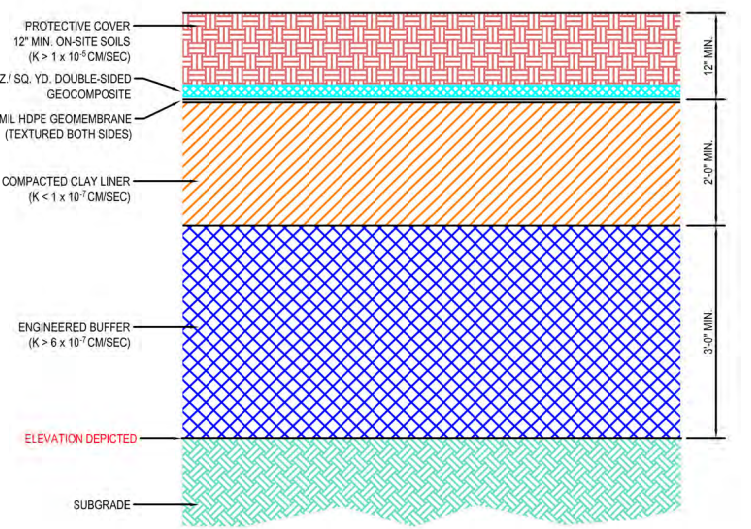 PROTECTIVE COVER
12" MIN. ON-SITE SOILS
(K > 1 x 10⁻⁵ CM/SEC)
Z./ SQ. YD. DOUBLE-SIDED
GEOCOMPOSITE
MIL HDPE GEOMEMBRANE
(TEXTURED BOTH SIDES)
COMPACTED CLAY LINER
(K < 1 x 10⁻⁷ CM/SEC)
ENGINEERED BUFFER
(K > 6 x 10⁻⁷ CM/SEC)
ELEVATION DEPICTED
SUBGRADE
12" MIN.
2'-0" MIN.
3'-0" MIN.